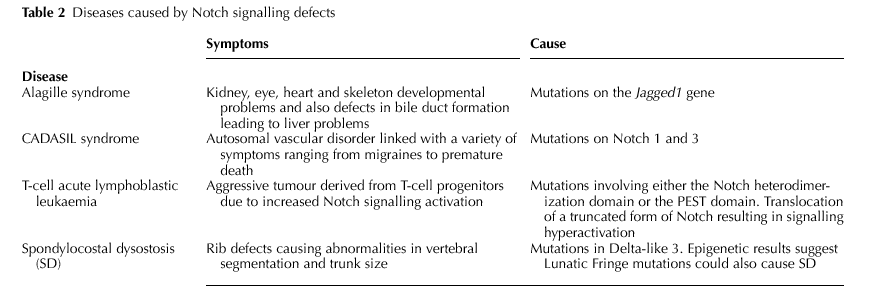 Table 2 Diseases caused by Notch signalling defects
Symptoms Cause
Disease
Alagille syndrome Kidney, eye, heart and skeleton developmental Mutations on the Jagged1 gene
problems and also defects in bile duct formation
leading to liver problems
CADASIL syndrome Autosomal vascular disorder linked with a variety of Mutations on Notch 1 and 3
symptoms ranging from migraines to premature
death
T-cell acute lymphoblastic Aggressive tumour derived from T-cell progenitors Mutations involving either the Notch heterodimer-
leukaemia due to increased Notch signalling activation ization domain or the PEST domain. Translocation
of a truncated form of Notch resulting in signalling
hyperactivation
Spondylocostal dysostosis Rib defects causing abnormalities in vertebral Mutations in Delta-like 3. Epigenetic results suggest
(SD) segmentation and trunk size Lunatic Fringe mutations could also cause SD